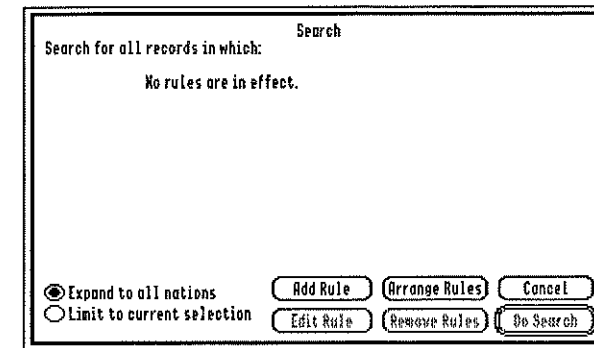 Search
Search for all records in which:
No rules are in effect.
Expand to all nations
Limit to current selection
Add Rule
Arrange Rules
Cancel
Edit Rule
Remove Rules
Do Search